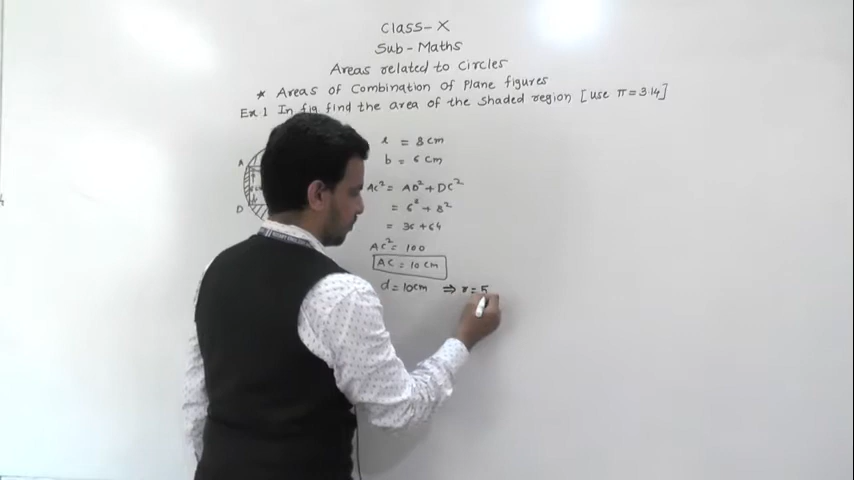 Class-X
Sub-Maths
Areas related to Circles
* Areas of Combination of Plane figures
Ex.1 In fig. find the area of the shaded region [use π = 3.14]
A
D
l = 8 cm
b = 6 cm
AC² = AD² + DC²
= 6² + 8²
= 36 + 64
AC² = 100
AC = 10 cm
d = 10cm ⇒ r = 5